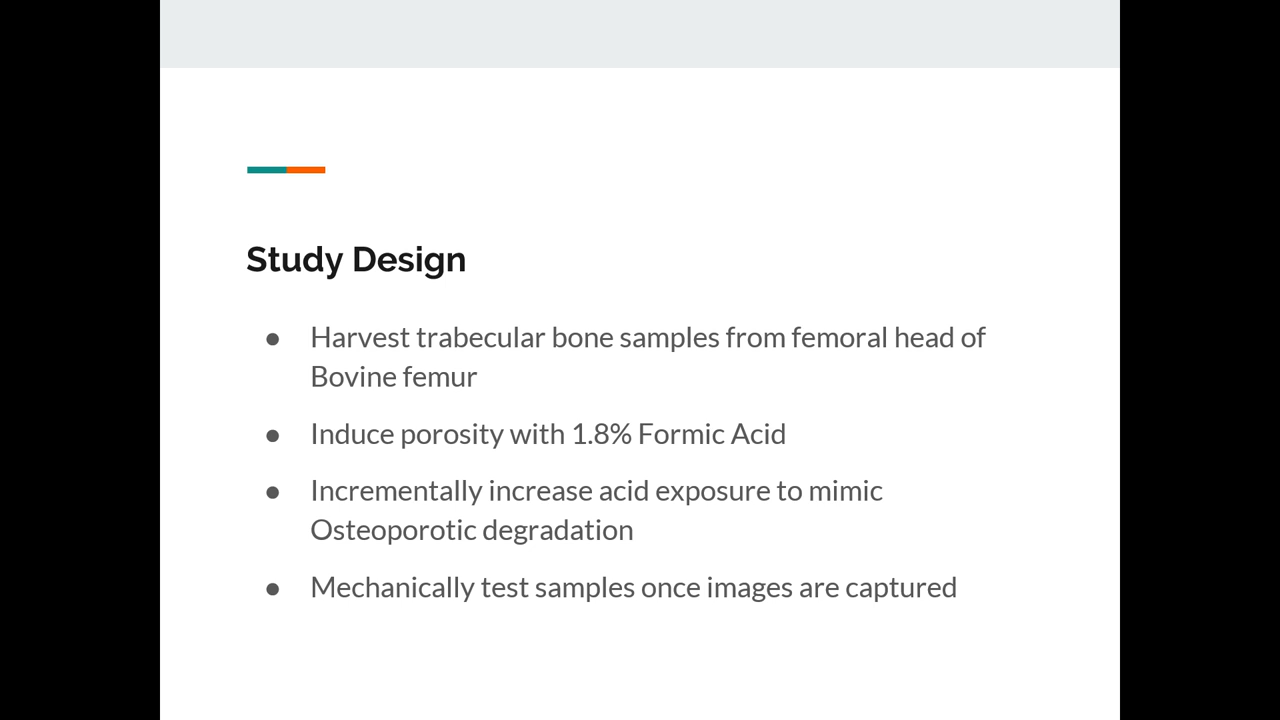 Study Design
● Harvest trabecular bone samples from femoral head of
Bovine femur
● Induce porosity with 1.8% Formic Acid
● Incrementally increase acid exposure to mimic
Osteoporotic degradation
● Mechanically test samples once images are captured